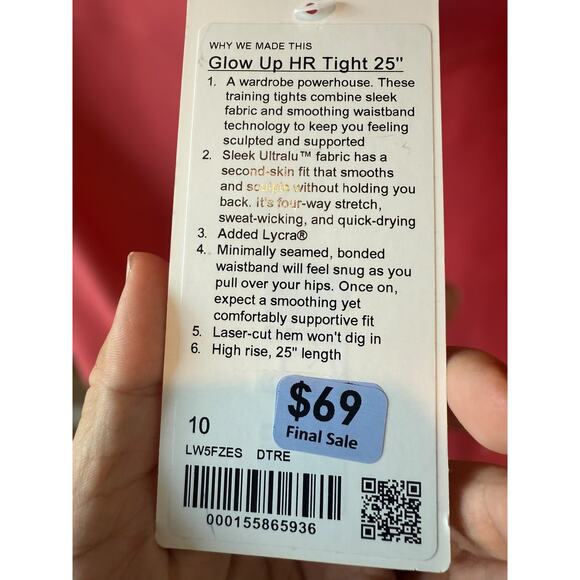 WHY WE MADE THIS
Glow Up HR Tight 25"
1. A wardrobe powerhouse. These
training tights combine sleek
fabric and smoothing waistband
technology to keep you feeling
sculpted and supported
2. Sleek Ultralu™ fabric has a
second-skin fit that smooths
and sculpts without holding you
back. It's four-way stretch,
sweat-wicking, and quick-drying
3. Added Lycra®
4. Minimally seamed, bonded
waistband will feel snug as you
pull over your hips. Once on,
expect a smoothing yet
comfortably supportive fit
5. Laser-cut hem won't dig in
6. High rise, 25" length
$69
Final Sale
10
LW5FZES DTRE
000155865936